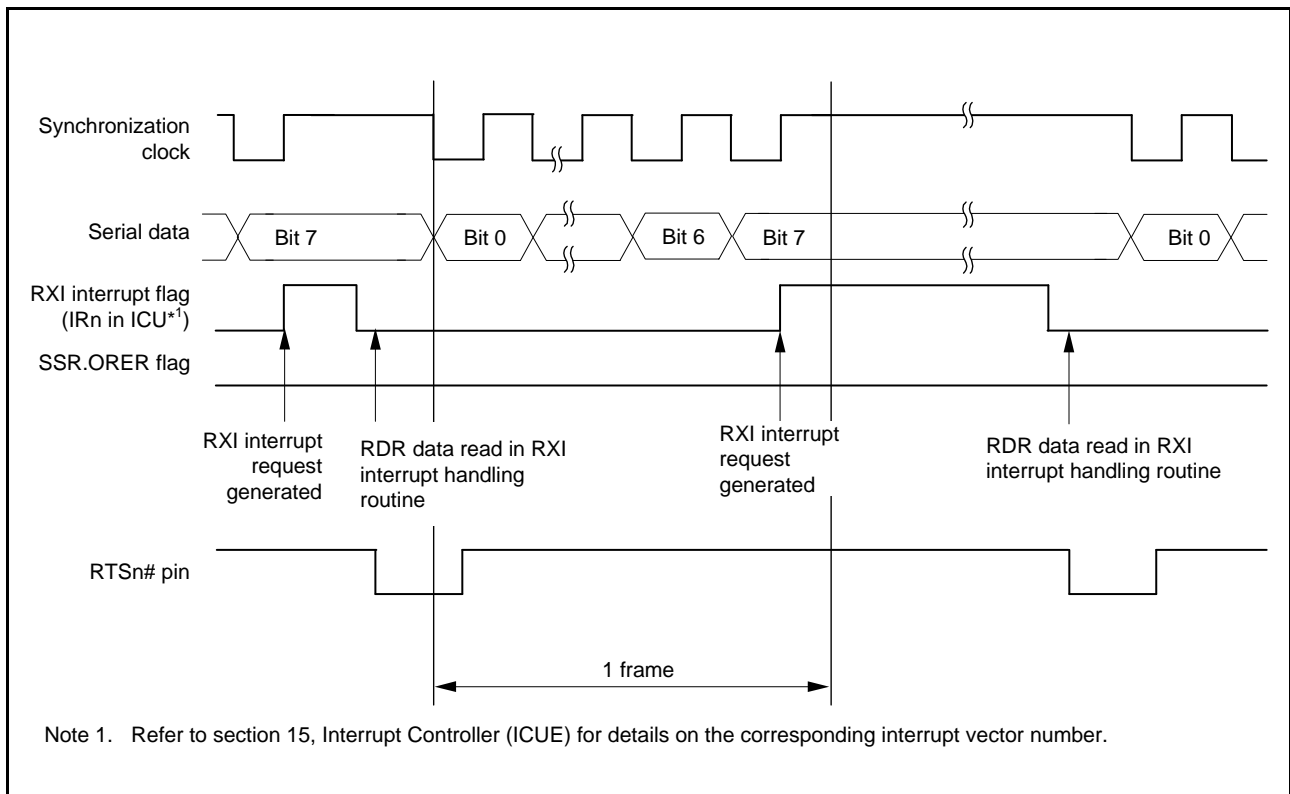 Synchronization
clock
Serial data
Bit 7
Bit 0
Bit 6
Bit 7
Bit 0
RXI interrupt flag
(IRn in ICU*1)
SSR.ORER flag
RXI interrupt
request
generated
RDR data read in RXI
interrupt handling
routine
RXI interrupt
request
generated
RDR data read in RXI
interrupt handling routine
RTSn# pin
1 frame
Note 1. Refer to section 15, Interrupt Controller (ICUE) for details on the corresponding interrupt vector number.